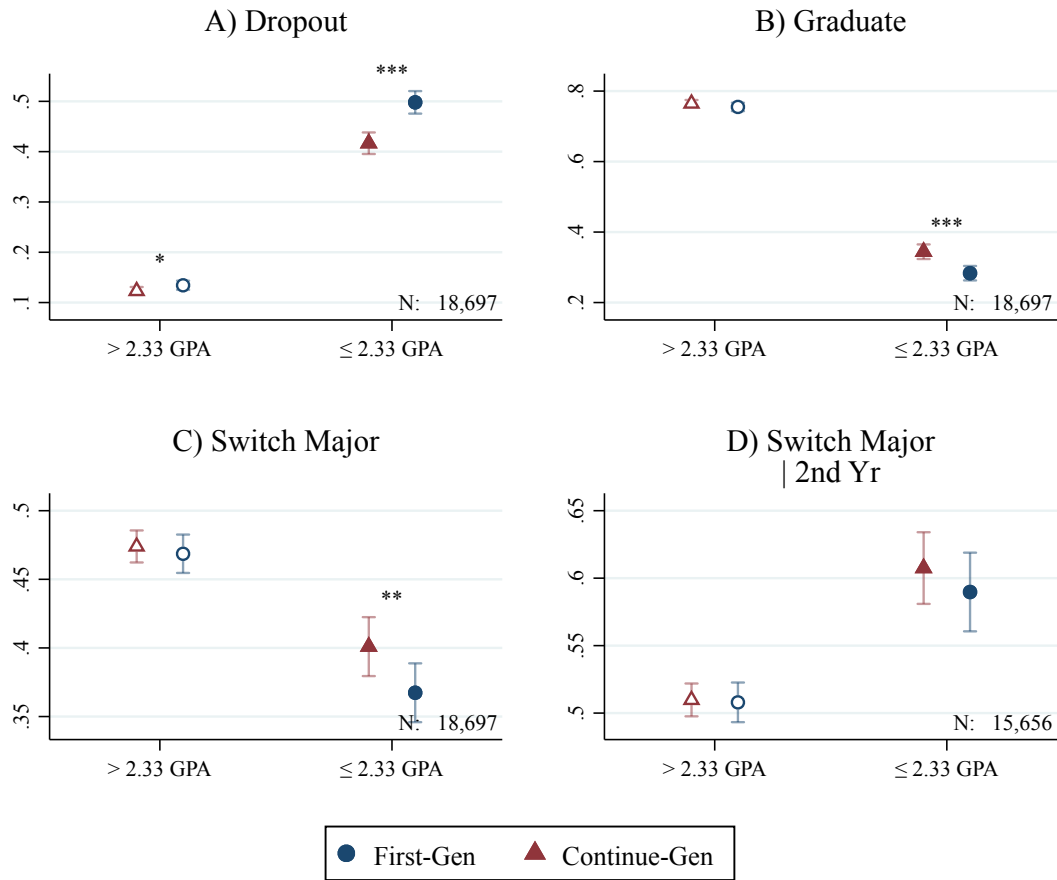 A) Dropout
***
.5
.4
.3
.2
.1
*
N: 18,697
> 2.33 GPA
≤ 2.33 GPA
B) Graduate
.8
.6
.4
.2
***
N: 18,697
> 2.33 GPA
≤ 2.33 GPA
C) Switch Major
.5
.45
.4
.35
**
N: 18,697
> 2.33 GPA
≤ 2.33 GPA
D) Switch Major
| 2nd Yr
.65
.6
.55
.5
N: 15,656
> 2.33 GPA
≤ 2.33 GPA
First-Gen Continue-Gen